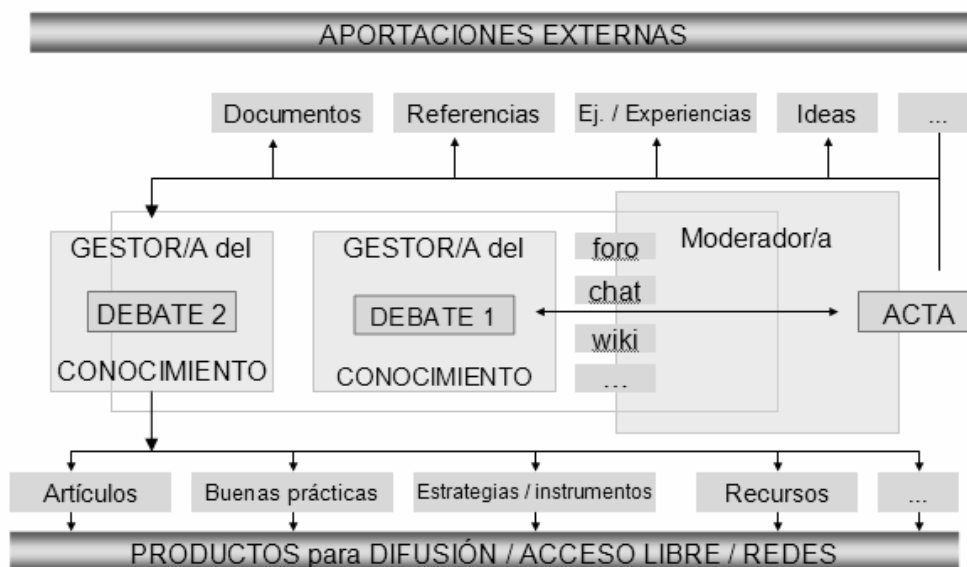 APORTACIONES EXTERNAS
Documentos
Referencias
Ej. / Experiencias
Ideas
...
GESTOR/A del
DEBATE 2
CONOCIMIENTO
GESTOR/A del
DEBATE 1
CONOCIMIENTO
foro
chat
wiki
...
Moderador/a
ACTA
Artículos
Buenas prácticas
Estrategias / instrumentos
Recursos
...
PRODUCTOS para DIFUSIÓN / ACCESO LIBRE / REDES